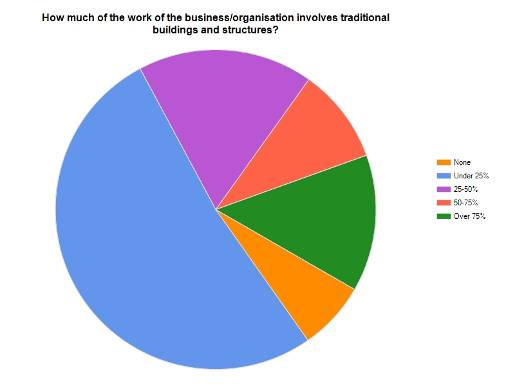 How much of the work of the business/organisation involves traditional
buildings and structures?
None
Under 25%
25-50%
50-75%
Over 75%